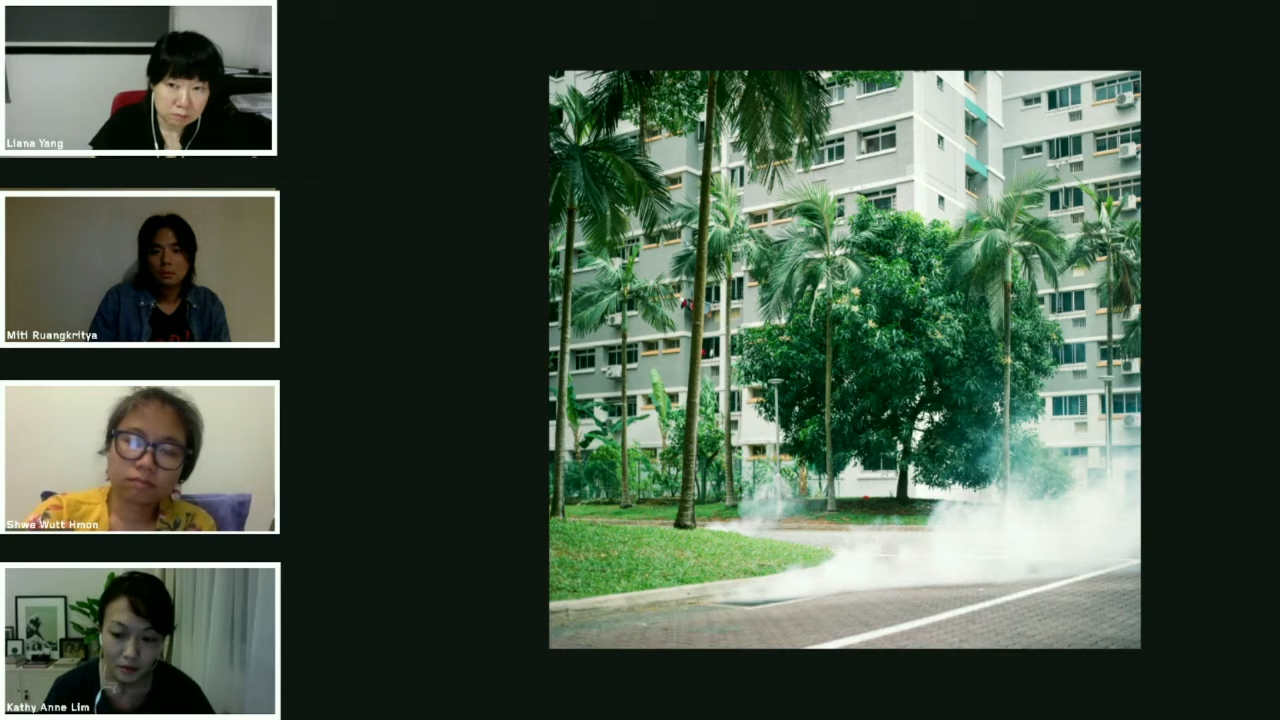 Liana Yang
Miti Ruangkritya
Shwe Wutt Hmon
Kathy Anne Lim